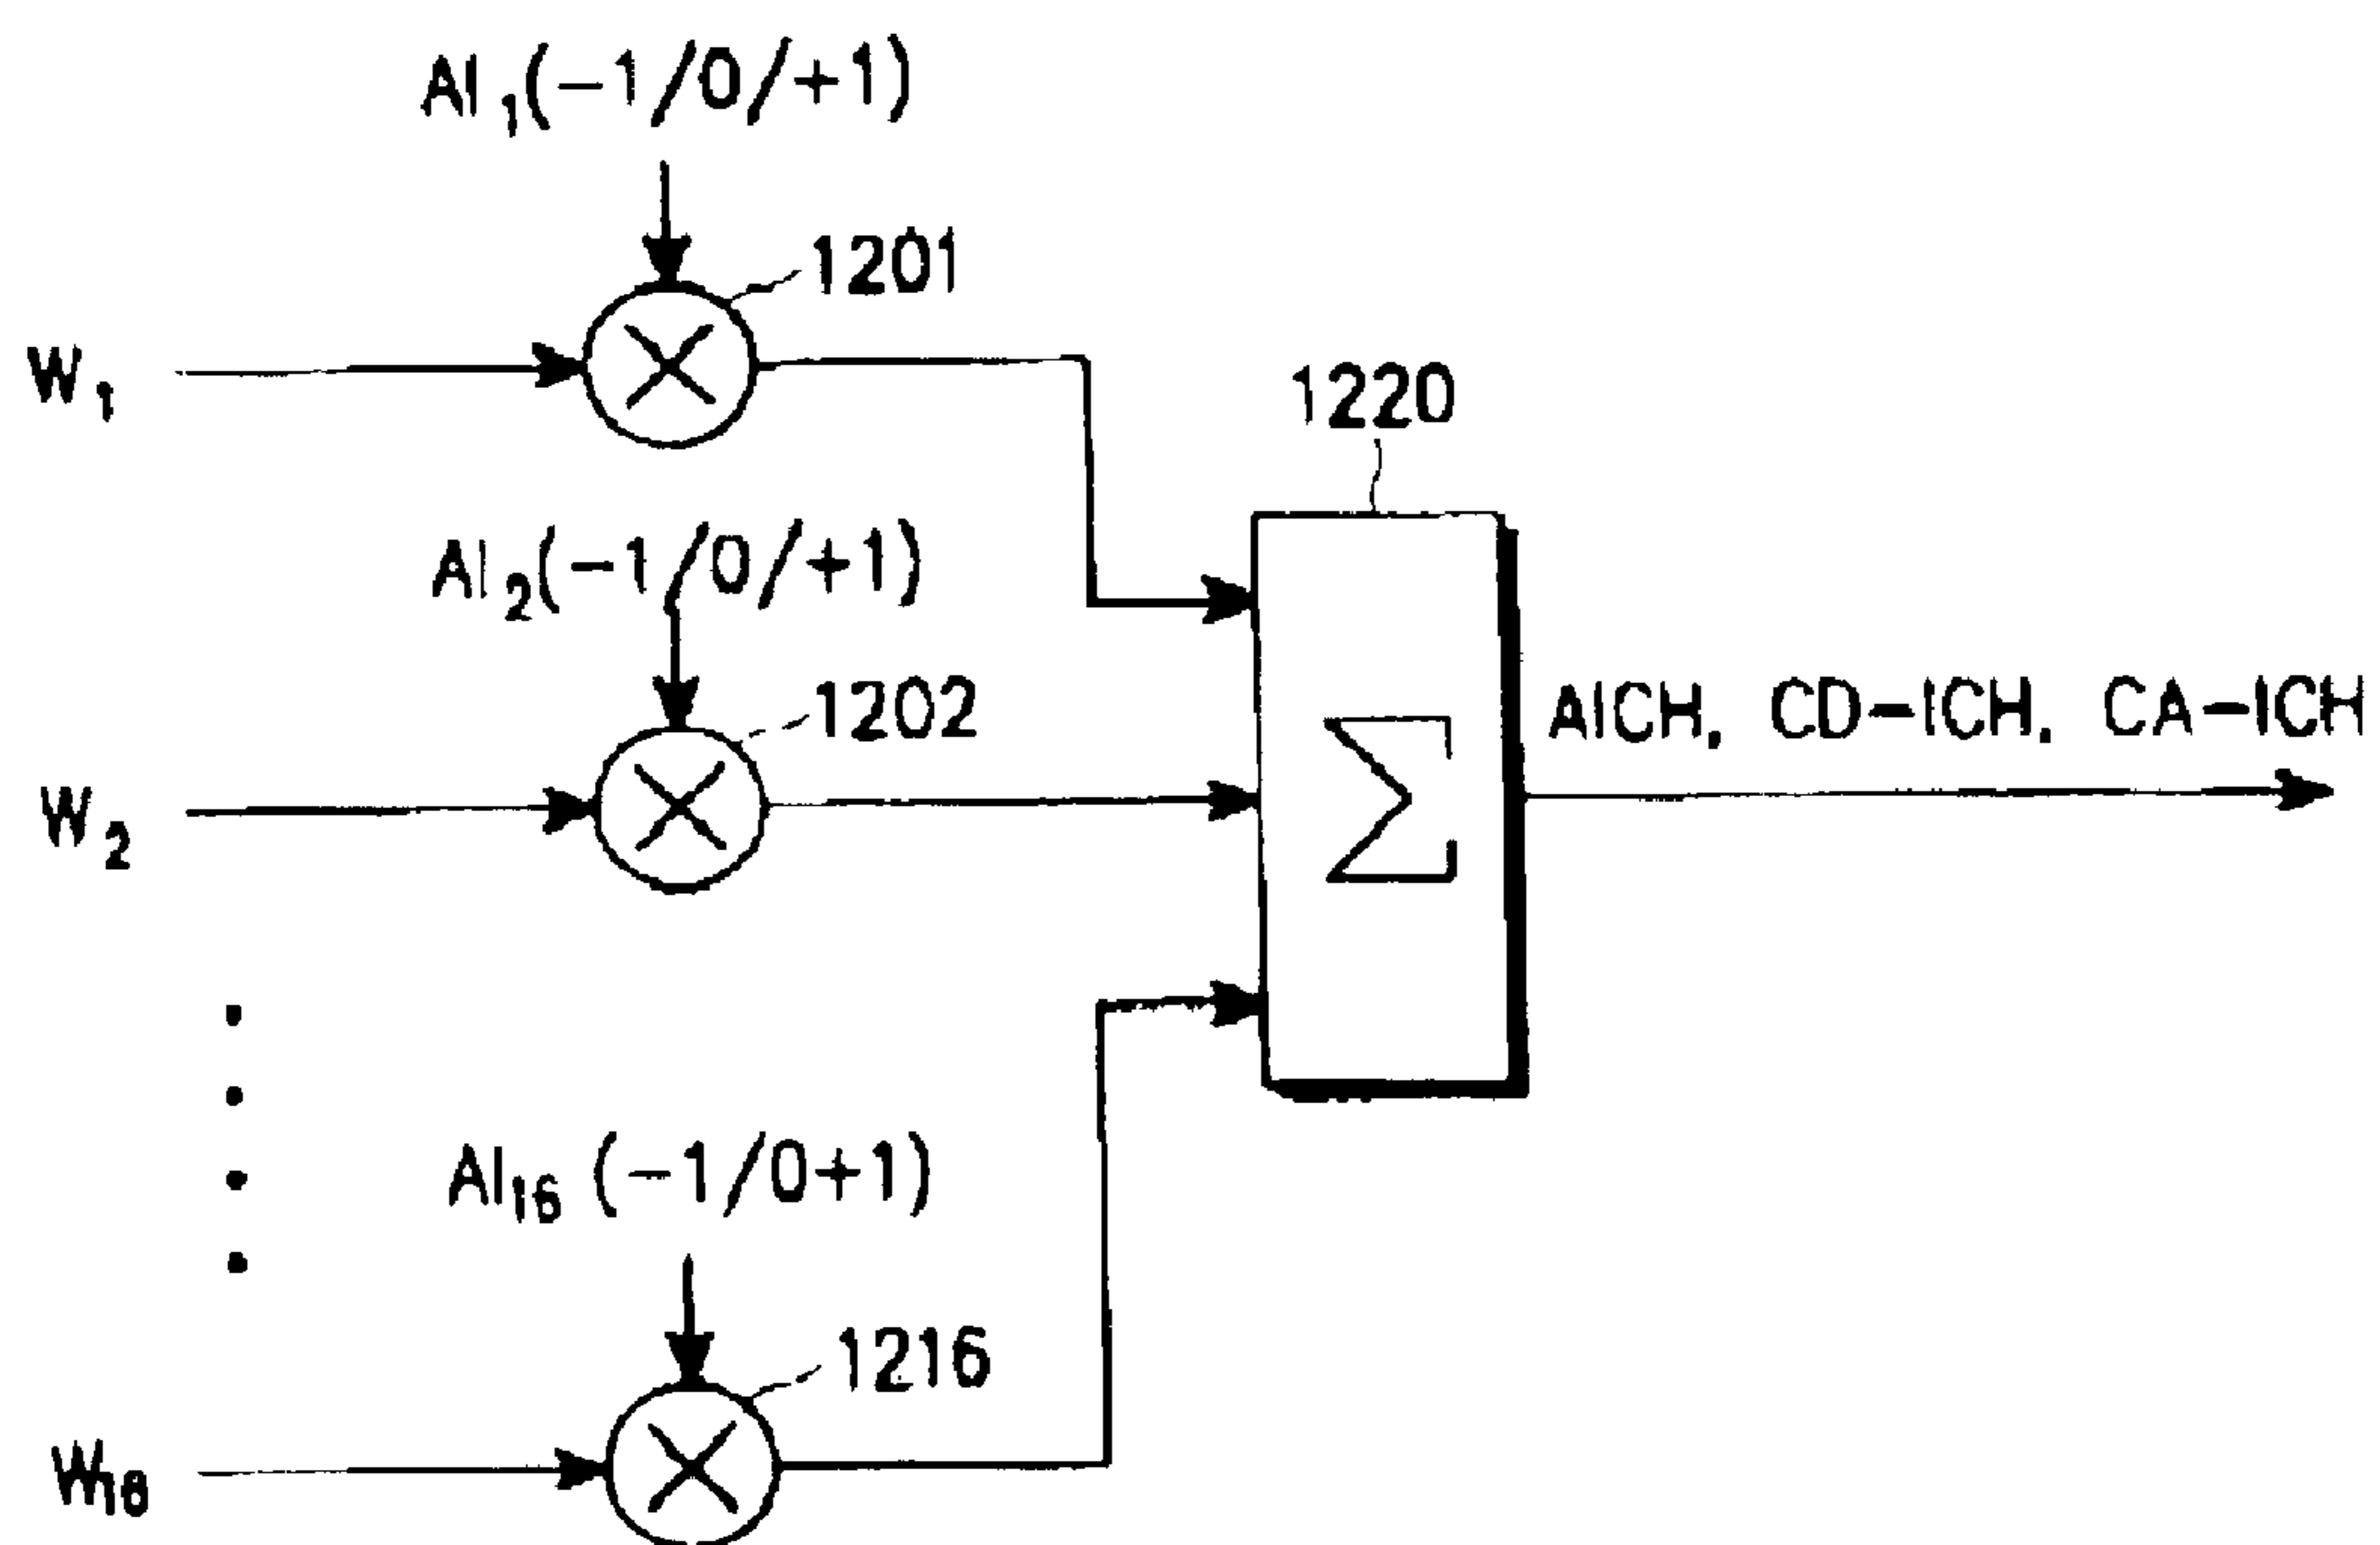 AI1(-1/0/+1)
1201
W1
1220
AI2(-1/0/+1)
1202
AICH, CD-ICH, CA-ICH
W2
AI16 (-1/0+1)
1216
W16